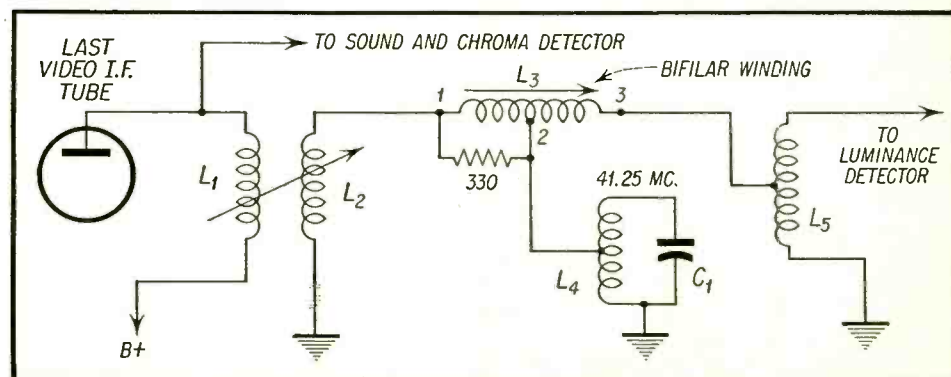 LAST
VIDEO I.F.
TUBE
TO SOUND AND CHROMA DETECTOR
L3
BIFILAR WINDING
1
3
2
330
41.25 MC.
L1
L2
L4
C1
L5
TO
LUMINANCE
DETECTOR
B+